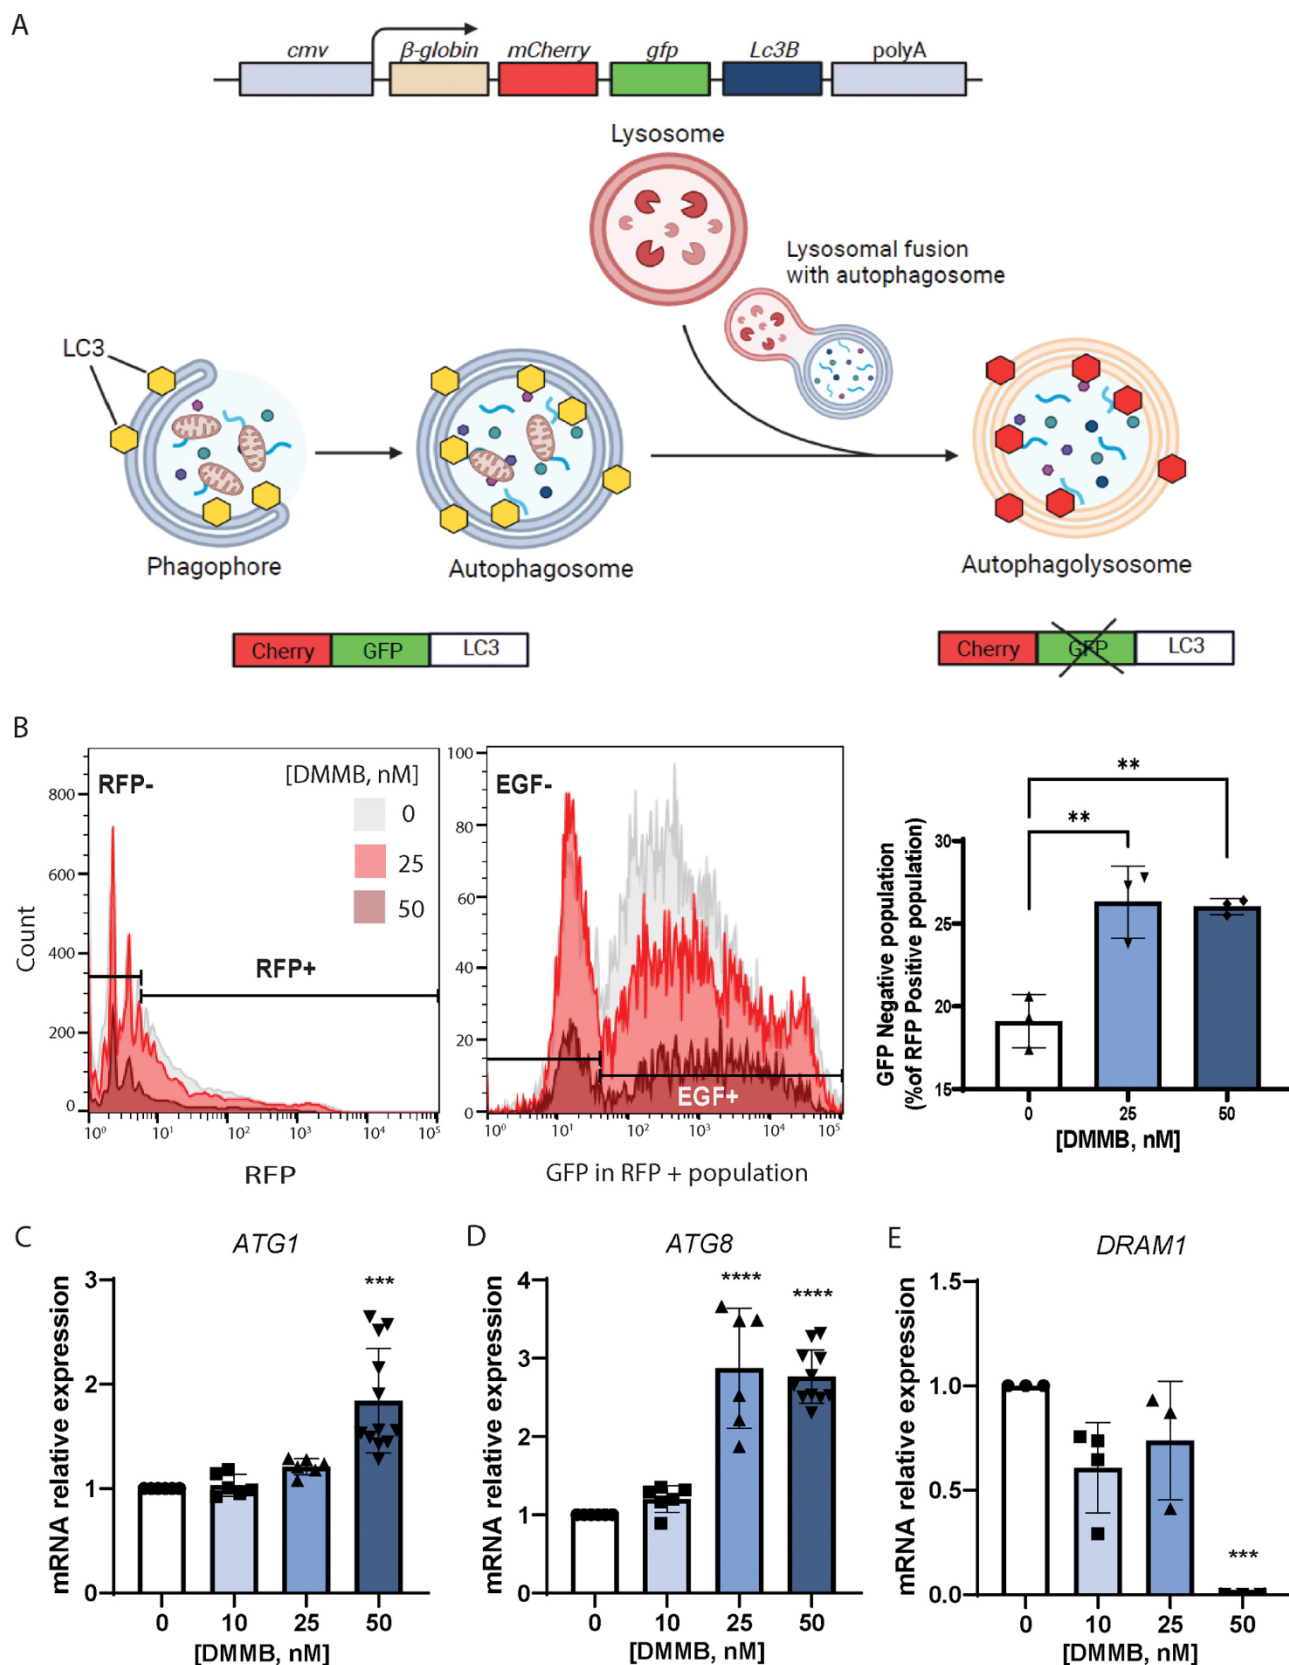 A
cmv
β-globin
mCherry
gfp
Lc3B
polyA
Lysosome
Lysosomal fusion
with autophagosome
LC3
Phagophore
Autophagosome
Autophagolysosome
Cherry
GFP
LC3
Cherry
GFP
LC3
B
RFP-
[DMMB, nM]
0
25
50
RFP+
Count
800
600
400
200
0
10⁰
10¹
10²
10³
10⁴
10⁵
RFP
EGF-
100
80
60
40
20
0
EGF+
10⁰
10¹
10²
10³
10⁴
10⁵
GFP in RFP + population
GFP Negative population
(%of RFP Positive population)
**
**
30
25
20
15
0
25
50
[DMMB, nM]
C
ATG1
mRNA relative expression
3
2
1
0
***
0
10
25
50
[DMMB, nM]
D
ATG8
mRNA relative expression
4
3
2
1
0
****
****
0
10
25
50
[DMMB, nM]
E
DRAM1
mRNA relative expression
1.5
1.0
0.5
0.0
***
0
10
25
50
[DMMB, nM]